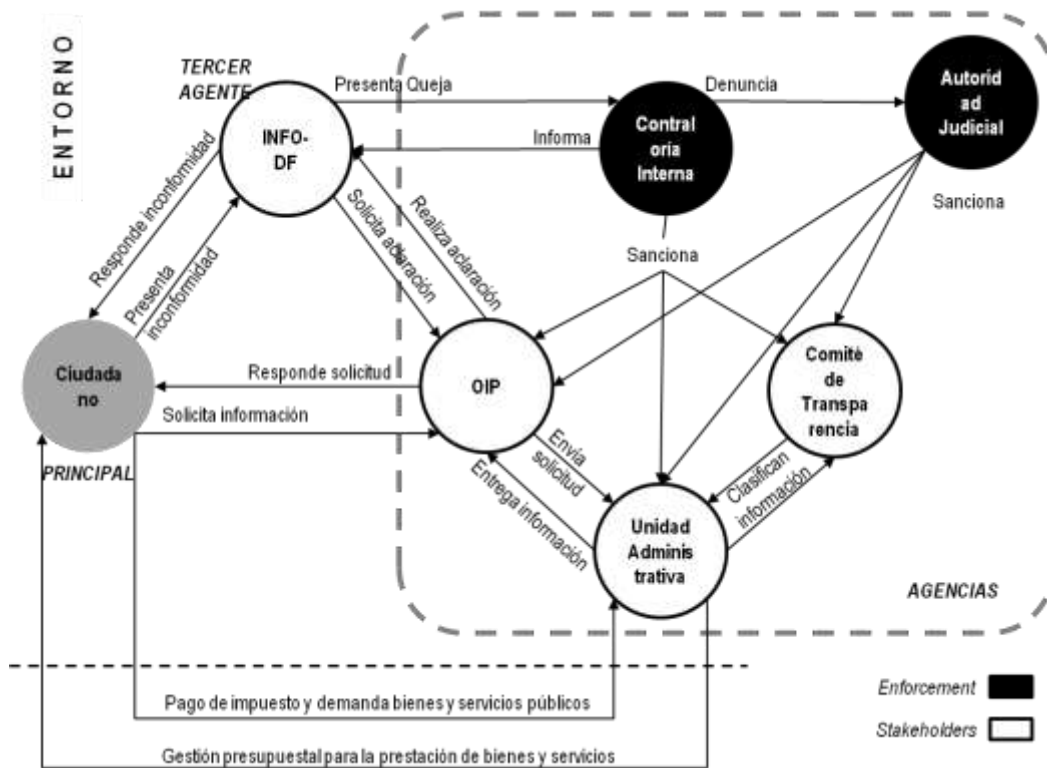 ENTORNO
TERCER
AGENTE
Presenta Queja
Denuncia
Autorid
ad
Judicial
INFO-
DF
Informa
Contral
oría
Interna
Responde inconformidad
Presenta
inconformidad
Solicita aclaración
Realiza aclaración
Sanciona
Sanciona
Ciudada
no
Responde solicitud
Solicita información
OIP
Comité
de
Transpa
rencia
PRINCIPAL
Envía
solicitud
Entrega información
Clasifican
información
Unidad
Adminis
trativa
AGENCIAS
Pago de impuesto y demanda bienes y servicios públicos
Gestión presupuestal para la prestación de bienes y servicios
Enforcement
Stakeholders